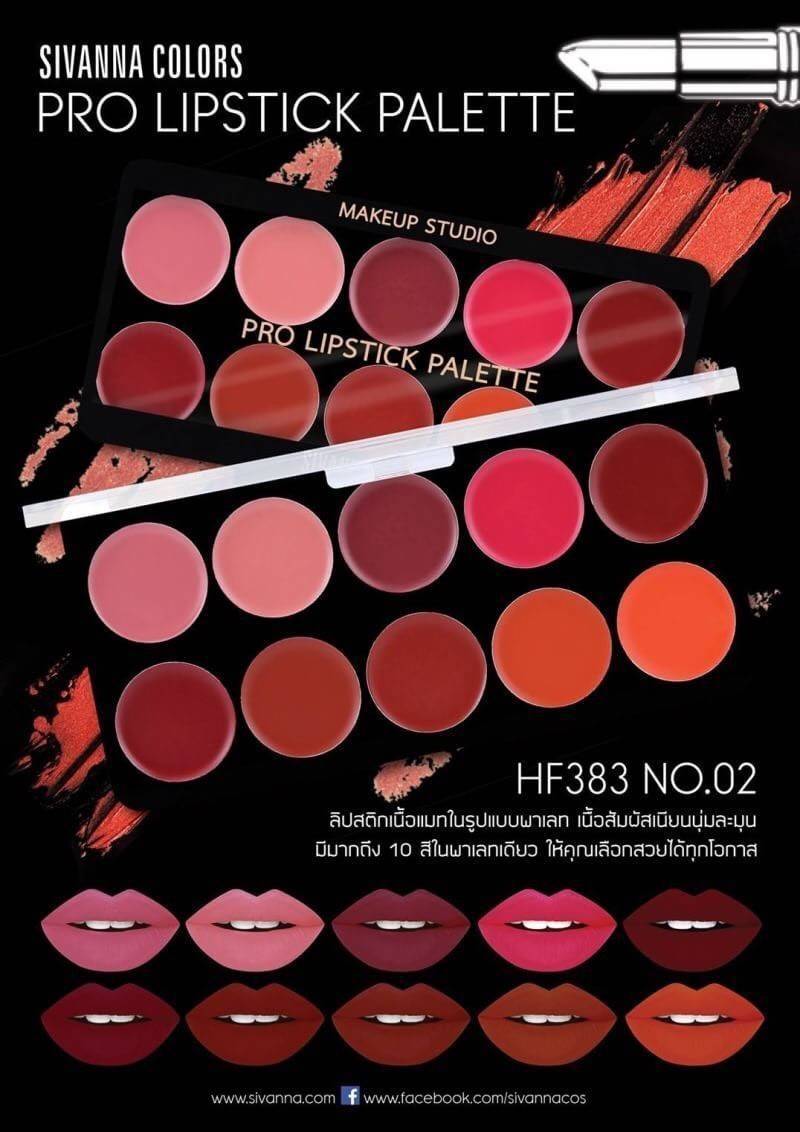 SIVANNA COLORS
PRO LIPSTICK PALETTE
MAKEUP STUDIO
PRO LIPSTICK PALETTE
HF383 NO.02
ลิปสติกเนื้อแมทในรูปแบบพาเลท เนื้อสัมผัสเนียนนุ่มละมุน
มีมากถึง 10 สีในพาเลทเดียว ให้คุณเลือกสวยได้ทุกโอกาส
www.sivanna.com f www.facebook.com/sivannacos